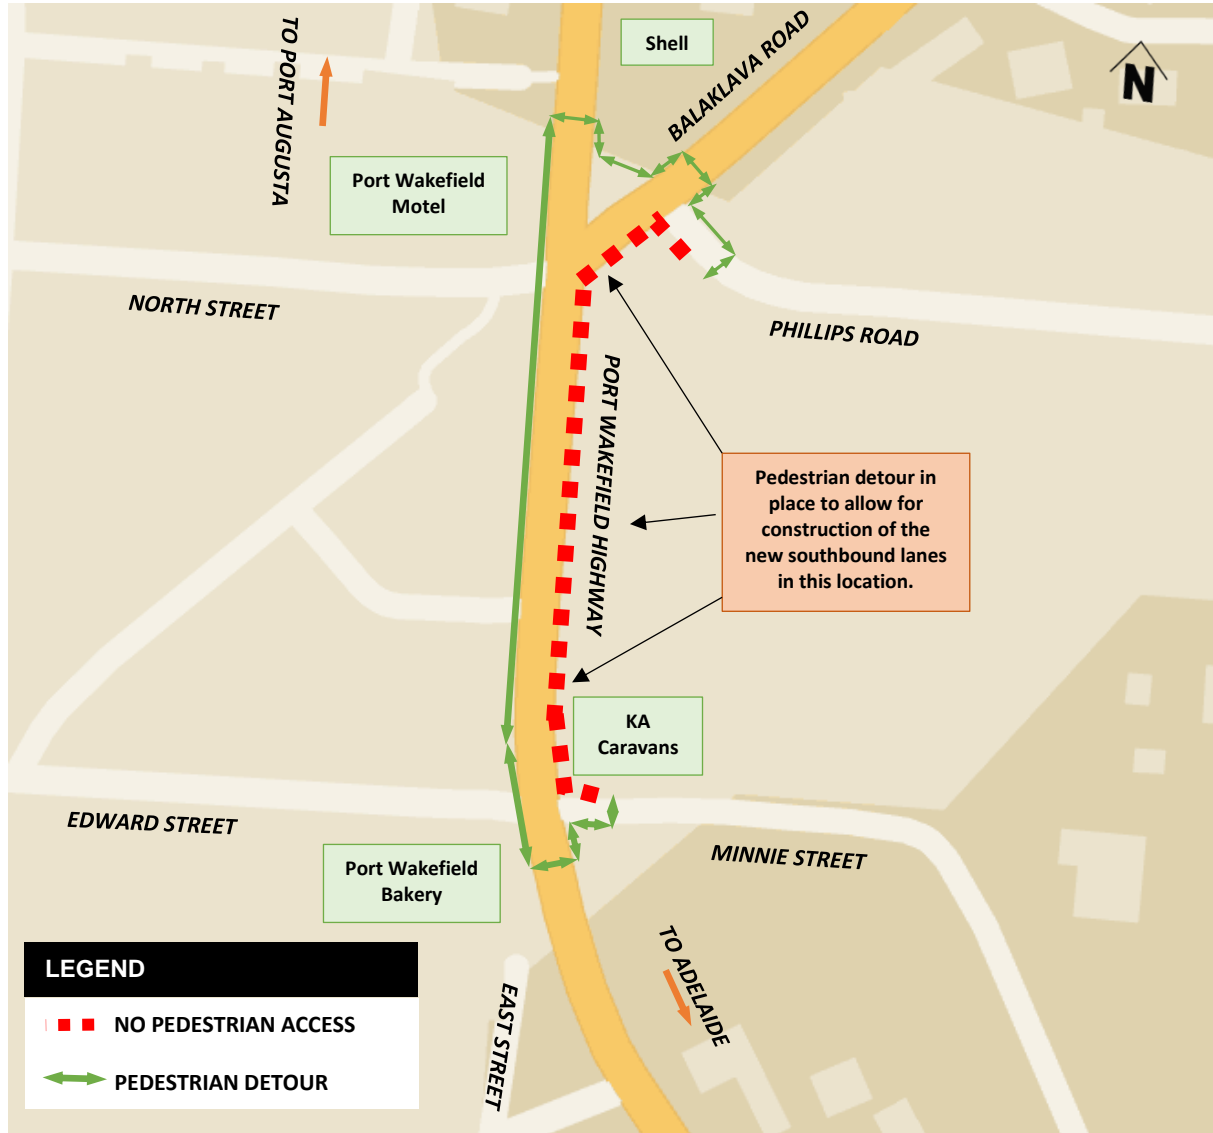 Shell
BALAKLAVA ROAD
TO PORT AUGUSTA
N
Port Wakefield
Motel
NORTH STREET
PHILLIPS ROAD
PORT WAKEFIELD HIGHWAY
Pedestrian detour in
place to allow for
construction of the
new southbound lanes
in this location.
KA
Caravans
EDWARD STREET
MINNIE STREET
Port Wakefield
Bakery
TO ADELAIDE
EAST STREET
LEGEND
NO PEDESTRIAN ACCESS
PEDESTRIAN DETOUR